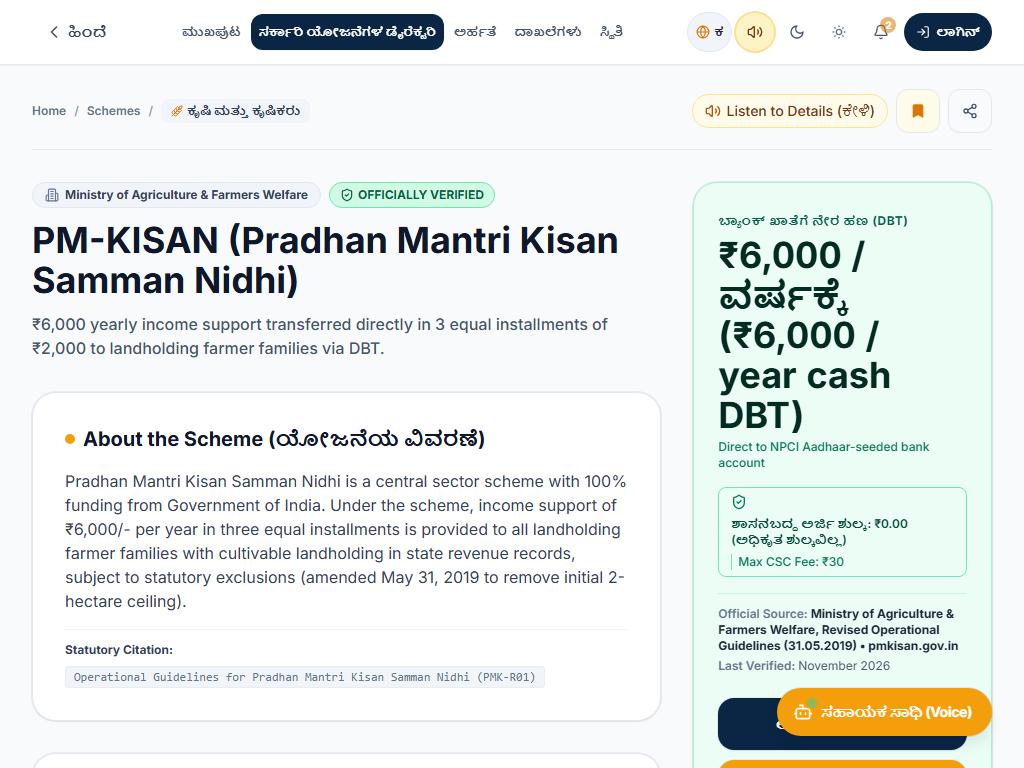 ಹಿಂದೆ
ಮುಖಪುಟ
ಸರ್ಕಾರಿ ಯೋಜನೆಗಳ ಡೈರೆಕ್ಟರಿ
ಅರ್ಹತೆ
ದಾಖಲೆಗಳು
ಸ್ಥಿತಿ
ಕ
2
ಲಾಗಿನ್
Home / Schemes / ಕೃಷಿ ಮತ್ತು ಕೃಷಿಕರು
Listen to Details (ಕೇಳಿ)
Ministry of Agriculture & Farmers Welfare
OFFICIALLY VERIFIED
PM-KISAN (Pradhan Mantri Kisan
Samman Nidhi)
₹6,000 yearly income support transferred directly in 3 equal installments of
₹2,000 to landholding farmer families via DBT.
About the Scheme (ಯೋಜನೆಯ ವಿವರಣೆ)
Pradhan Mantri Kisan Samman Nidhi is a central sector scheme with 100%
funding from Government of India. Under the scheme, income support of
₹6,000/- per year in three equal installments is provided to all landholding
farmer families with cultivable landholding in state revenue records,
subject to statutory exclusions (amended May 31, 2019 to remove initial 2-
hectare ceiling).
Statutory Citation:
Operational Guidelines for Pradhan Mantri Kisan Samman Nidhi (PMK-R01)
ಬ್ಯಾಂಕ್ ಖಾತೆಗೆ ನೇರ ಹಣ (DBT)
₹6,000 /
ವರ್ಷಕ್ಕೆ
(₹6,000 /
year cash
DBT)
Direct to NPCI Aadhaar-seeded bank
account
ಶಾಸನಬದ್ಧ ಅರ್ಜಿ ಶುಲ್ಕ: ₹0.00
(ಅಧಿಕೃತ ಶುಲ್ಕವಿಲ್ಲ)
Max CSC Fee: ₹30
Official Source: Ministry of Agriculture &
Farmers Welfare, Revised Operational
Guidelines (31.05.2019) • pmkisan.gov.in
Last Verified: November 2026
ಸಹಾಯಕ ಸಾಥಿ (Voice)